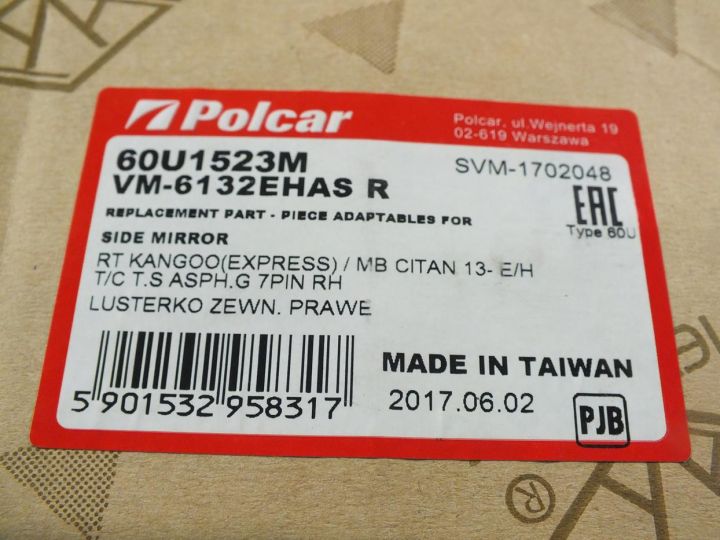 Polcar
Polcar, ul.Wejnerta 19
02-619 Warszawa
60U1523M
SVM-1702048
VM-6132EHAS R
EAC
REPLACEMENT PART - PIECE ADAPTABLES FOR
Type 60U
SIDE MIRROR
RT KANGOO(EXPRESS) / MB CITAN 13- E/H
T/C T.S ASPH.G 7PIN RH
LUSTERKO ZEWN. PRAWE
MADE IN TAIWAN
5 901532 958317
2017.06.02
PJB
®